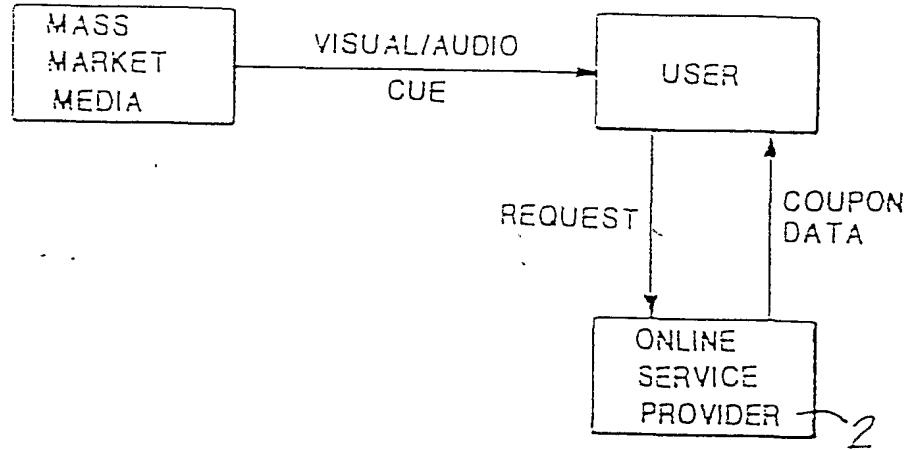 MASS
MARKET
MEDIA
VISUAL/AUDIO
CUE
USER
REQUEST
COUPON
DATA
ONLINE
SERVICE
PROVIDER
2